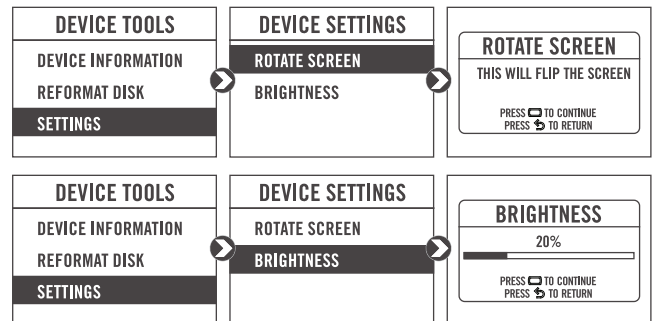 DEVICE TOOLS
DEVICE INFORMATION
REFORMAT DISK
SETTINGS
DEVICE SETTINGS
ROTATE SCREEN
BRIGHTNESS
ROTATE SCREEN
THIS WILL FLIP THE SCREEN
PRESS TO CONTINUE
PRESS TO RETURN
DEVICE TOOLS
DEVICE INFORMATION
REFORMAT DISK
SETTINGS
DEVICE SETTINGS
ROTATE SCREEN
BRIGHTNESS
BRIGHTNESS
20%
PRESS TO CONTINUE
PRESS TO RETURN